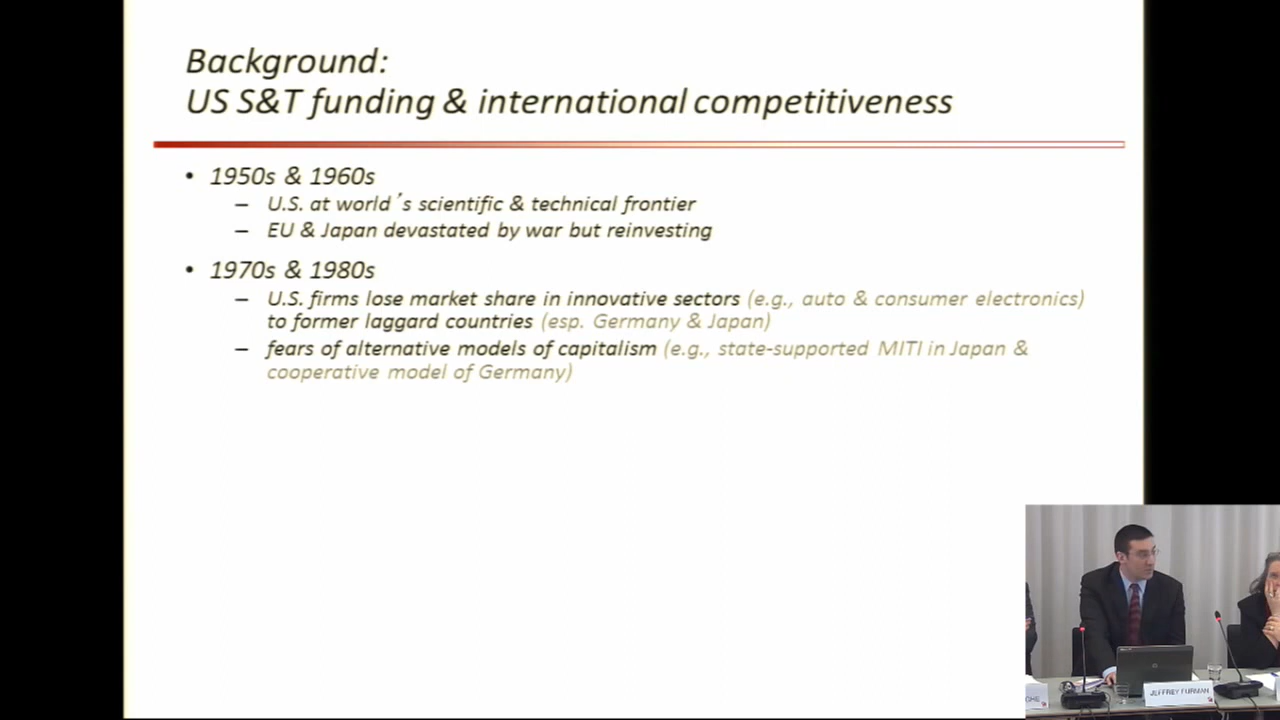 Background:
US S&T funding & international competitiveness
• 1950s & 1960s
– U.S. at world´s scientific & technical frontier
– EU & Japan devastated by war but reinvesting
• 1970s & 1980s
– U.S. firms lose market share in innovative sectors (e.g., auto & consumer electronics)
to former laggard countries (esp. Germany & Japan)
– fears of alternative models of capitalism (e.g., state-supported MITI in Japan &
cooperative model of Germany)
CHE
JEFFREY FURMAN